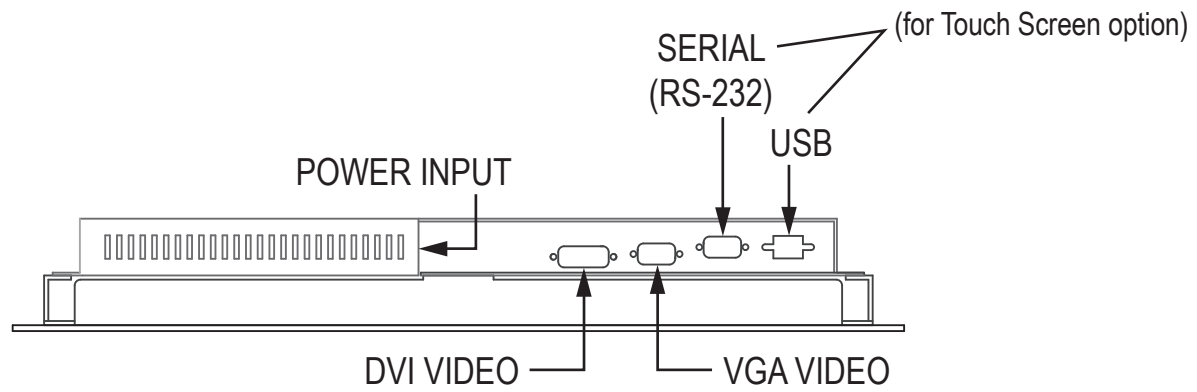 (for Touch Screen option)
SERIAL
(RS-232)
USB
POWER INPUT
DVI VIDEO
VGA VIDEO